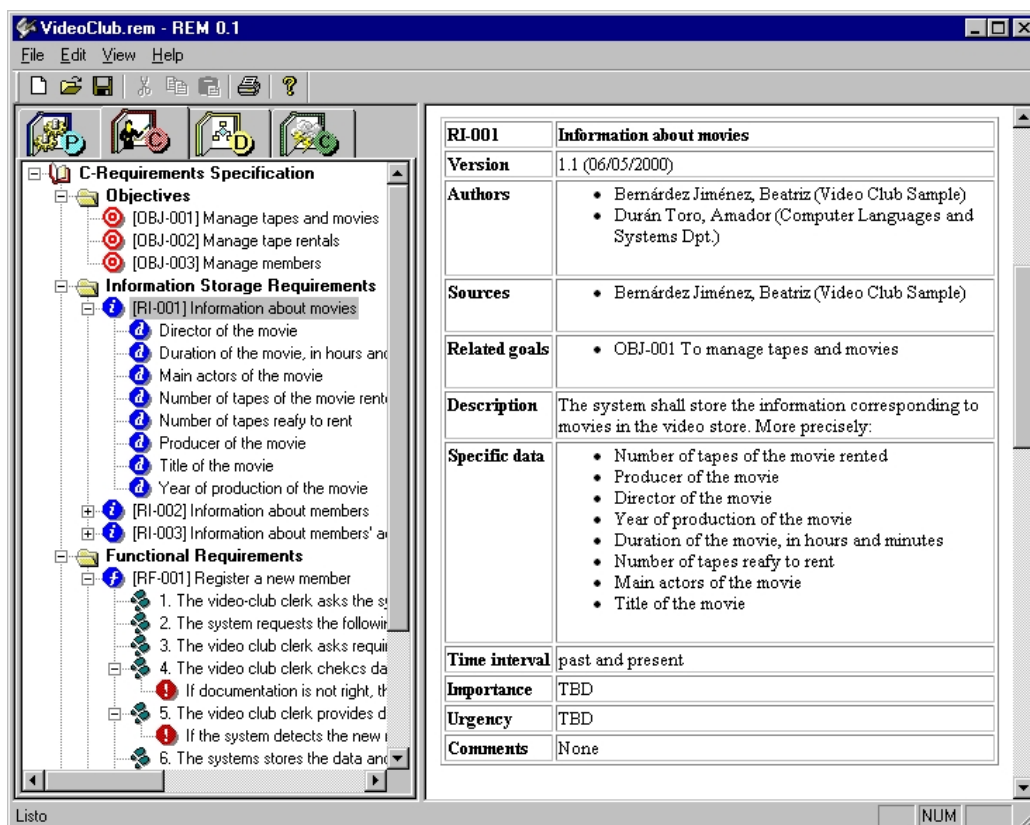 VideoClub.rem - REM 0.1
File Edit View Help
P C D C
C-Requirements Specification
Objectives
[OBJ-001] Manage tapes and movies
[OBJ-002] Manage tape rentals
[OBJ-003] Manage members
Information Storage Requirements
[RI-001] Information about movies
Director of the movie
Duration of the movie, in hours and
Main actors of the movie
Number of tapes of the movie rente
Number of tapes reafy to rent
Producer of the movie
Title of the movie
Year of production of the movie
[RI-002] Information about members
[RI-003] Information about members' a
Functional Requirements
[RF-001] Register a new member
1. The video-club clerk asks the s
2. The system requests the followin
3. The video club clerk asks requi
4. The video club clerk chekcs da
If documentation is not right, th
5. The video club clerk provides d
If the system detects the new
6. The systems stores the data and
RI-001 Information about movies
Version 1.1 (06/05/2000)
Authors • Bernárdez Jiménez, Beatriz (Video Club Sample)
• Durán Toro, Amador (Computer Languages and
Systems Dpt.)
Sources • Bernárdez Jiménez, Beatriz (Video Club Sample)
Related goals • OBJ-001 To manage tapes and movies
Description The system shall store the information corresponding to
movies in the video store. More precisely:
Specific data • Number of tapes of the movie rented
• Producer of the movie
• Director of the movie
• Year of production of the movie
• Duration of the movie, in hours and minutes
• Number of tapes reafy to rent
• Main actors of the movie
• Title of the movie
Time interval past and present
Importance TBD
Urgency TBD
Comments None
Listo NUM